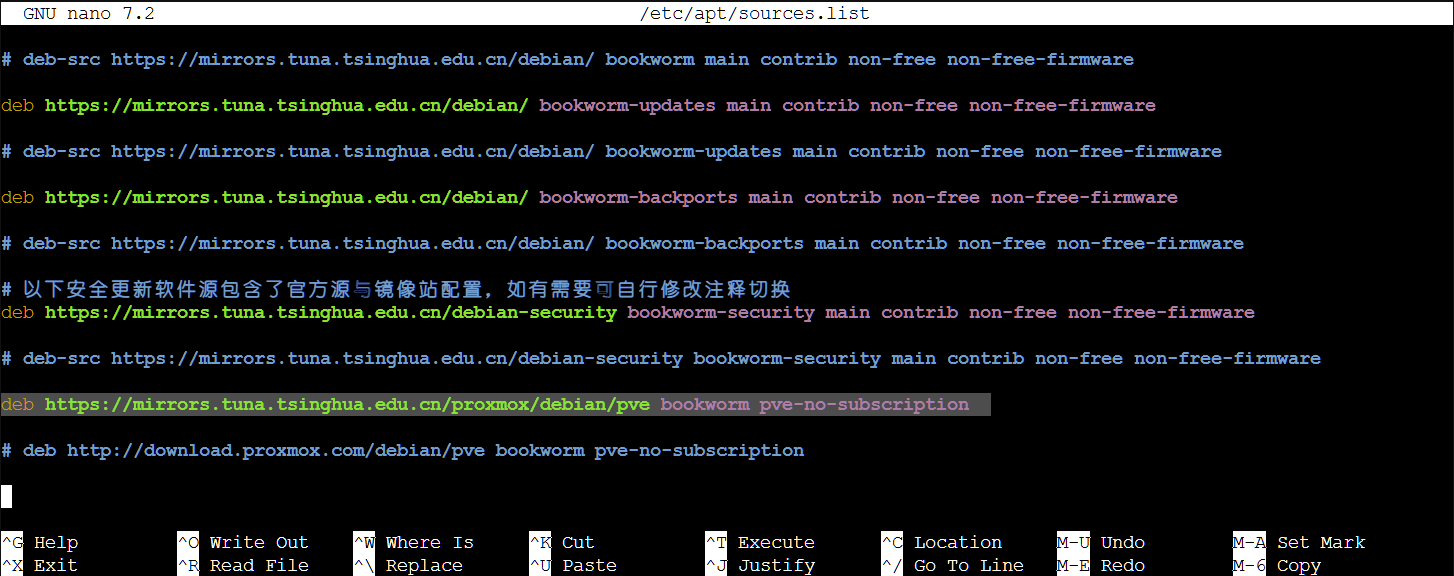 GNU nano 7.2 /etc/apt/sources.list
# deb-src https://mirrors.tuna.tsinghua.edu.cn/debian/ bookworm main contrib non-free non-free-firmware
deb https://mirrors.tuna.tsinghua.edu.cn/debian/ bookworm-updates main contrib non-free non-free-firmware
# deb-src https://mirrors.tuna.tsinghua.edu.cn/debian/ bookworm-updates main contrib non-free non-free-firmware
deb https://mirrors.tuna.tsinghua.edu.cn/debian/ bookworm-backports main contrib non-free non-free-firmware
# deb-src https://mirrors.tuna.tsinghua.edu.cn/debian/ bookworm-backports main contrib non-free non-free-firmware
# 以下安全更新软件源包含了官方源与镜像站配置，如有需要可自行修改注释切换
deb https://mirrors.tuna.tsinghua.edu.cn/debian-security bookworm-security main contrib non-free non-free-firmware
# deb-src https://mirrors.tuna.tsinghua.edu.cn/debian-security bookworm-security main contrib non-free non-free-firmware
deb https://mirrors.tuna.tsinghua.edu.cn/proxmox/debian/pve bookworm pve-no-subscription
# deb http://download.proxmox.com/debian/pve bookworm pve-no-subscription
^G Help ^O Write Out ^W Where Is ^K Cut ^T Execute ^C Location M-U Undo M-A Set Mark
^X Exit ^R Read File ^\ Replace ^U Paste ^J Justify ^/ Go To Line M-E Redo M-6 Copy